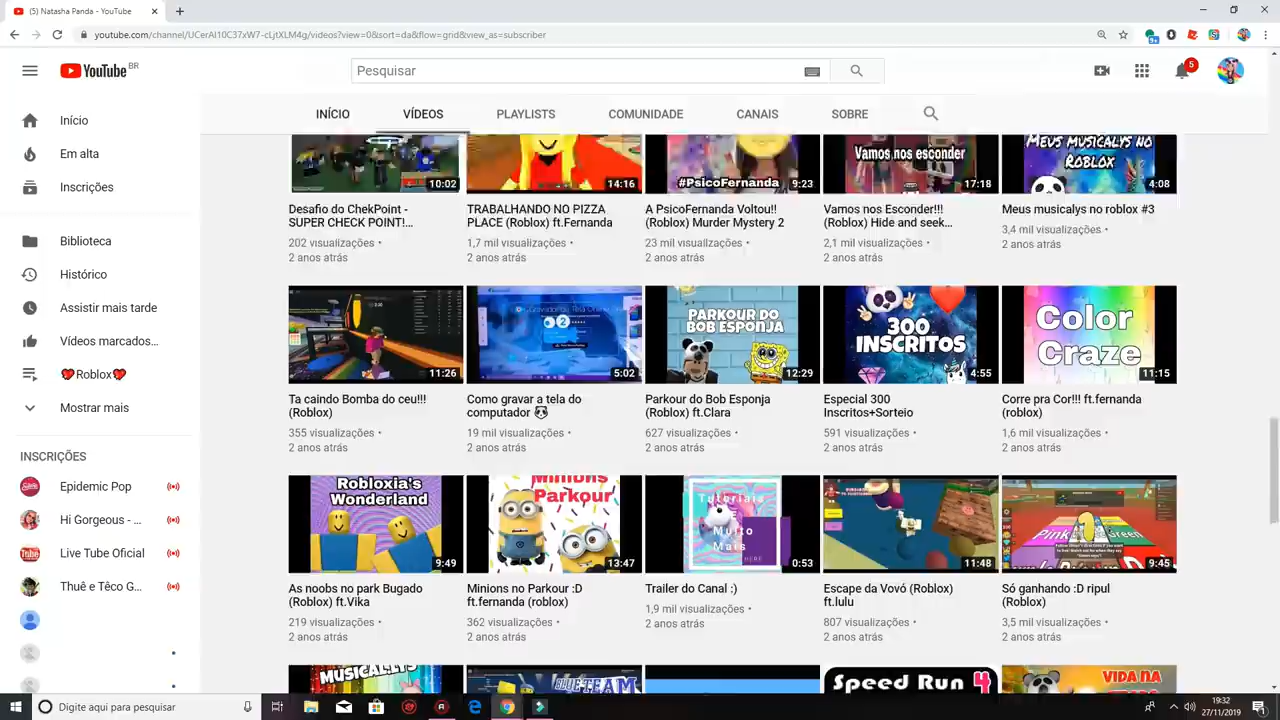 (5) Natasha Panda - YouTube
youtube.com/channel/UCerAI10C37xW7-cLjtXLM4g/videos?view=0&sort=da&flow=grid&view_as=subscriber
YouTube BR
Pesquisar
5
INÍCIO VÍDEOS PLAYLISTS COMUNIDADE CANAIS SOBRE
Início
Em alta
Inscrições
Biblioteca
Histórico
Assistir mais tarde
Vídeos marcados...
Roblox
Mostrar mais
INSCRIÇÕES
Epidemic Pop
Hi Gorgeous - ...
Live Tube Oficial
Thuê e Têco G...
10:02
14:16
#PsicoFernanda
9:23
Vamos nos esconder
17:18
MEUS MUSICALYS NO
ROBLOX
4:08
Desafio do ChekPoint -
SUPER CHECK POINT!...
202 visualizações •
2 anos atrás
TRABALHANDO NO PIZZA
PLACE (Roblox) ft.Fernanda
1,7 mil visualizações •
2 anos atrás
A PsicoFernanda Voltou!!
(Roblox) Murder Mystery 2
23 mil visualizações •
2 anos atrás
Vamos nos Esconder!!!
(Roblox) Hide and seek...
2,1 mil visualizações •
2 anos atrás
Meus musicalys no roblox #3
3,4 mil visualizações •
2 anos atrás
11:26
5:02
PARKOUR DO
BOB ESPONJA
12:29
300
INSCRITOS
4:55
Color
Craze
11:15
Ta caindo Bomba do ceu!!!
(Roblox)
355 visualizações •
2 anos atrás
Como gravar a tela do
computador
19 mil visualizações •
2 anos atrás
Parkour do Bob Esponja
(Roblox) ft.Clara
627 visualizações •
2 anos atrás
Especial 300
Inscritos+Sorteio
591 visualizações •
2 anos atrás
Corre pra Cor!!! ft.fernanda
(roblox)
1,6 mil visualizações •
2 anos atrás
Robloxia's
Wonderland
9:49
Minions
Parkour
13:47
Tutoriais
E
Muito
Mais
0:53
11:48
9:45
As noobs no park Bugado
(Roblox) ft.Vika
219 visualizações •
2 anos atrás
Minions no Parkour :D
ft.fernanda (roblox)
362 visualizações •
2 anos atrás
Trailer do Canal :)
1,9 mil visualizações •
2 anos atrás
Escape da Vovó (Roblox)
ft.lulu
807 visualizações •
2 anos atrás
Só ganhando :D ripul
(Roblox)
3,5 mil visualizações •
2 anos atrás
MUSICALLYS
Speed Run 4
VIDA NA
Digite aqui para pesquisar
19:32
27/11/2019